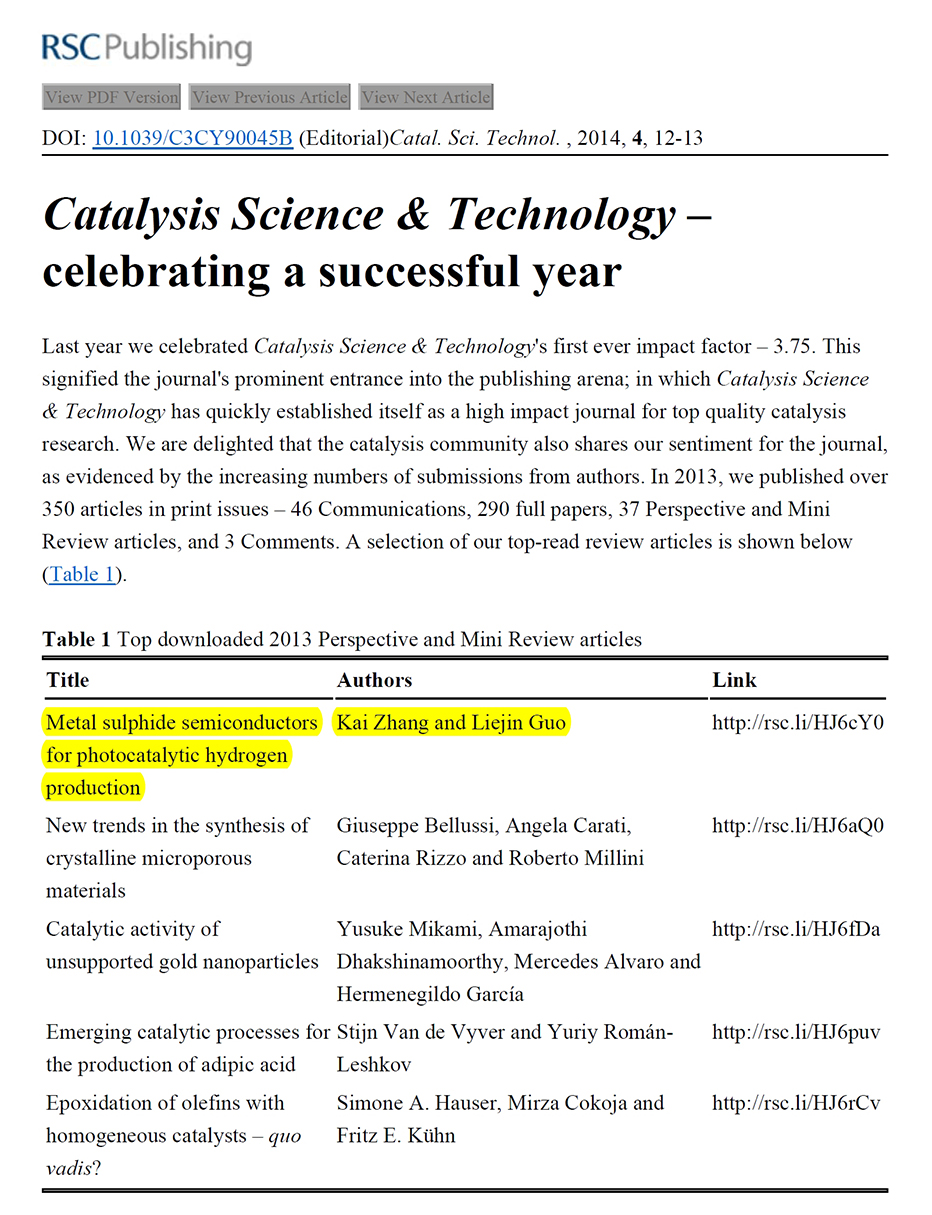 RSCPublishing
View PDF Version View Previous Article View Next Article
DOI: 10.1039/C3CY90045B (Editorial)Catal. Sci. Technol. , 2014, 4, 12-13
Catalysis Science & Technology –
celebrating a successful year
Last year we celebrated Catalysis Science & Technology's first ever impact factor – 3.75. This
signified the journal's prominent entrance into the publishing arena; in which Catalysis Science
& Technology has quickly established itself as a high impact journal for top quality catalysis
research. We are delighted that the catalysis community also shares our sentiment for the journal,
as evidenced by the increasing numbers of submissions from authors. In 2013, we published over
350 articles in print issues – 46 Communications, 290 full papers, 37 Perspective and Mini
Review articles, and 3 Comments. A selection of our top-read review articles is shown below
(Table 1).
Table 1 Top downloaded 2013 Perspective and Mini Review articles
Title Authors Link
Metal sulphide semiconductors Kai Zhang and Liejin Guo http://rsc.li/HJ6cY0
for photocatalytic hydrogen
production
New trends in the synthesis of Giuseppe Bellussi, Angela Carati, http://rsc.li/HJ6aQ0
crystalline microporous Caterina Rizzo and Roberto Millini
materials
Catalytic activity of Yusuke Mikami, Amarajothi http://rsc.li/HJ6fDa
unsupported gold nanoparticles Dhakshinamoorthy, Mercedes Alvaro and
Hermenegildo García
Emerging catalytic processes for Stijn Van de Vyver and Yuriy Román- http://rsc.li/HJ6puv
the production of adipic acid Leshkov
Epoxidation of olefins with Simone A. Hauser, Mirza Cokoja and http://rsc.li/HJ6rCv
homogeneous catalysts – quo Fritz E. Kühn
vadis?